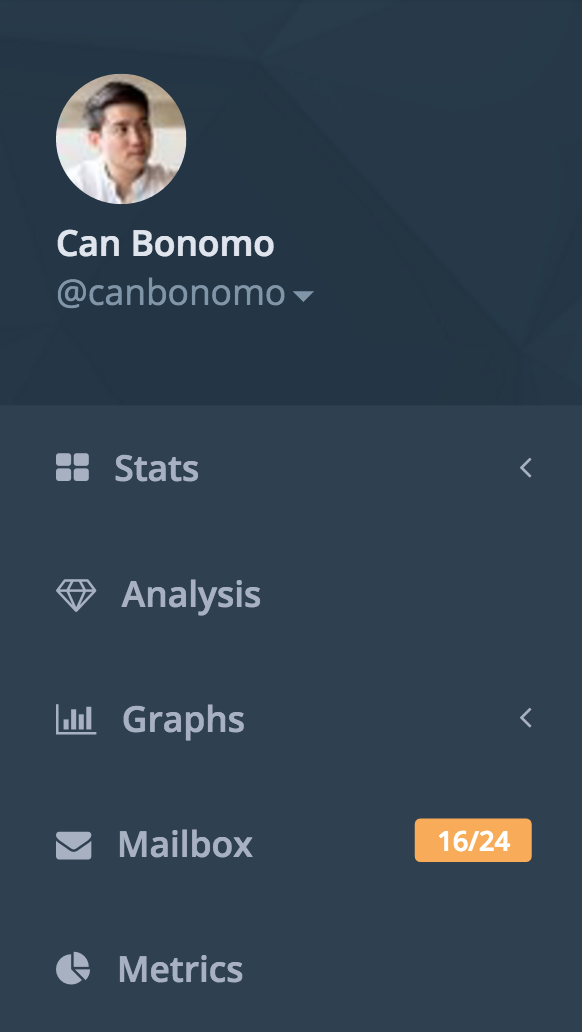 Can Bonomo
@canbonomo
Stats
Analysis
Graphs
Mailbox 16/24
Metrics